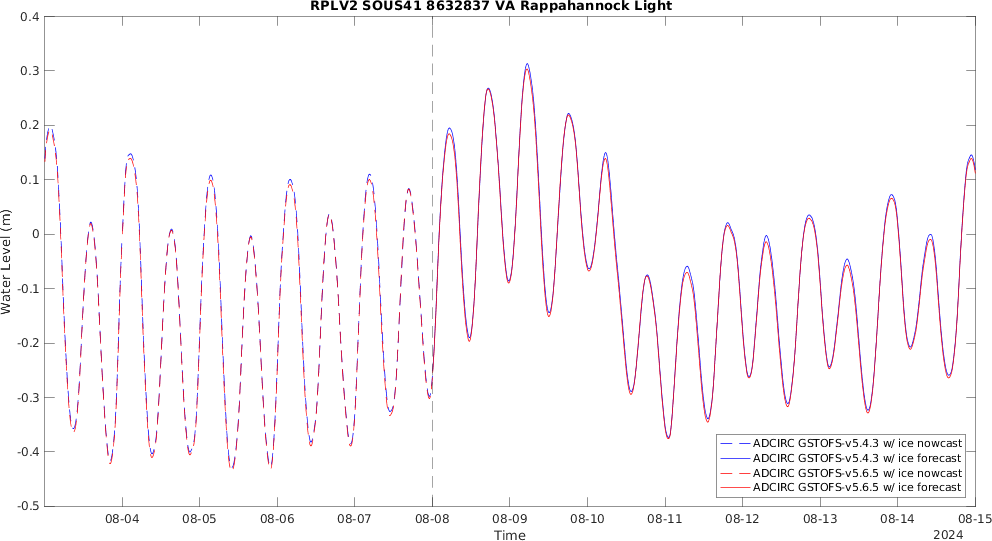 RPLV2 SOUS41 8632837 VA Rappahannock Light
0.4
0.3
0.2
0.1
0
-0.1
-0.2
-0.3
-0.4
-0.5
Water Level (m)
08-04 08-05 08-06 08-07 08-08 08-09 08-10 08-11 08-12 08-13 08-14 08-15
Time
2024
ADCIRC GSTOFS-v5.4.3 w/ ice nowcast
ADCIRC GSTOFS-v5.4.3 w/ ice forecast
ADCIRC GSTOFS-v5.6.5 w/ ice nowcast
ADCIRC GSTOFS-v5.6.5 w/ ice forecast